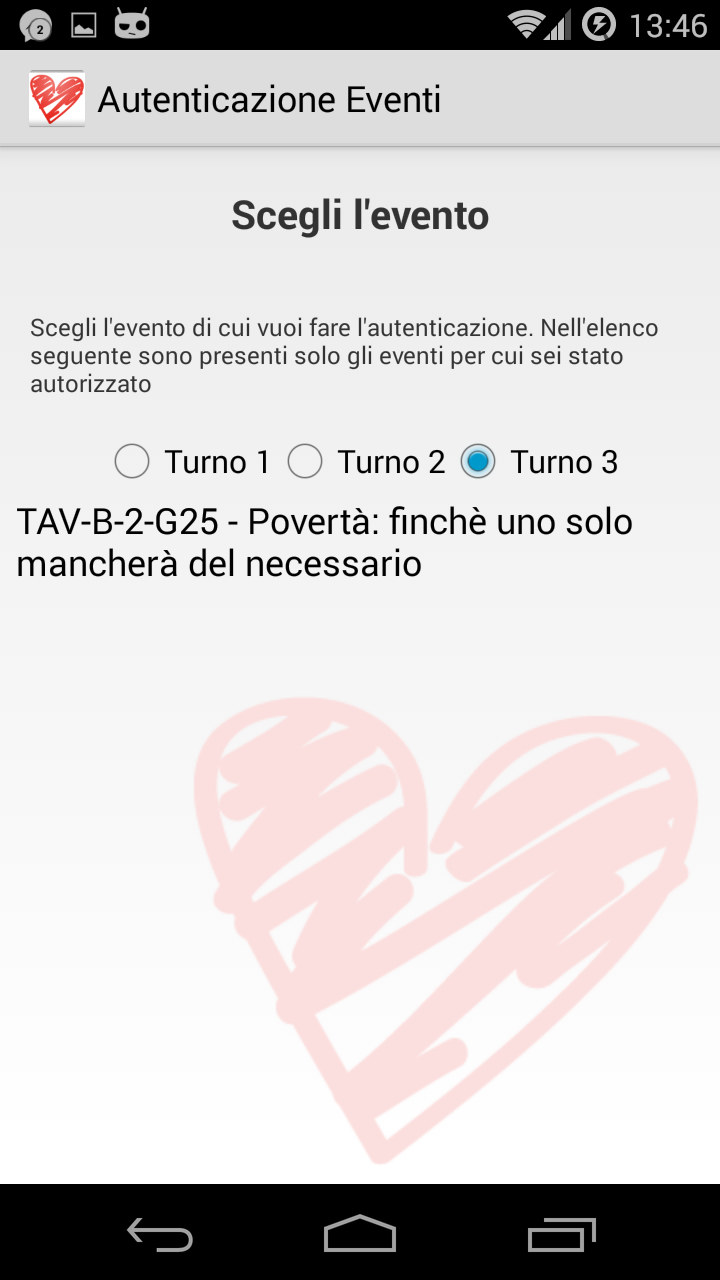 2
13:46
Autenticazione Eventi
Scegli l'evento
Scegli l'evento di cui vuoi fare l'autenticazione. Nell'elenco
seguente sono presenti solo gli eventi per cui sei stato
autorizzato
Turno 1 Turno 2 Turno 3
TAV-B-2-G25 - Povertà: finchè uno solo
mancherà del necessario